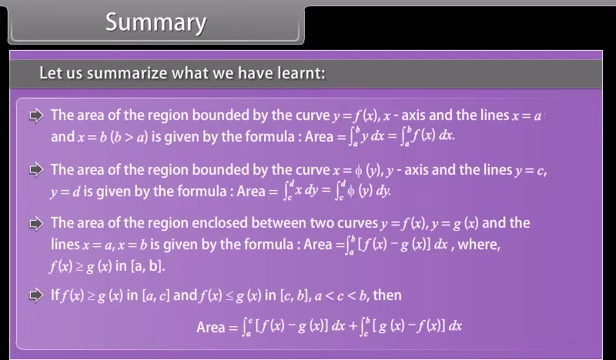 Summary
Let us summarize what we have learnt:
⇨ The area of the region bounded by the curve y = f(x), x - axis and the lines x = a
and x = b (b > a) is given by the formula : Area = ∫ₐᵇ y dx = ∫ₐᵇ f(x) dx.
⇨ The area of the region bounded by the curve x = ϕ (y), y - axis and the lines y = c,
y = d is given by the formula : Area = ∫_c^d x dy = ∫_c^d ϕ (y) dy.
⇨ The area of the region enclosed between two curves y = f(x), y = g (x) and the
lines x = a, x = b is given by the formula : Area = ∫ₐᵇ [f(x) − g (x)] dx , where,
f(x) ≥ g (x) in [a, b].
⇨ If f(x) ≥ g (x) in [a, c] and f(x) ≤ g (x) in [c, b], a < c < b, then
Area = ∫_a^c [f(x) − g (x)] dx + ∫_c^b [g (x) − f(x)] dx